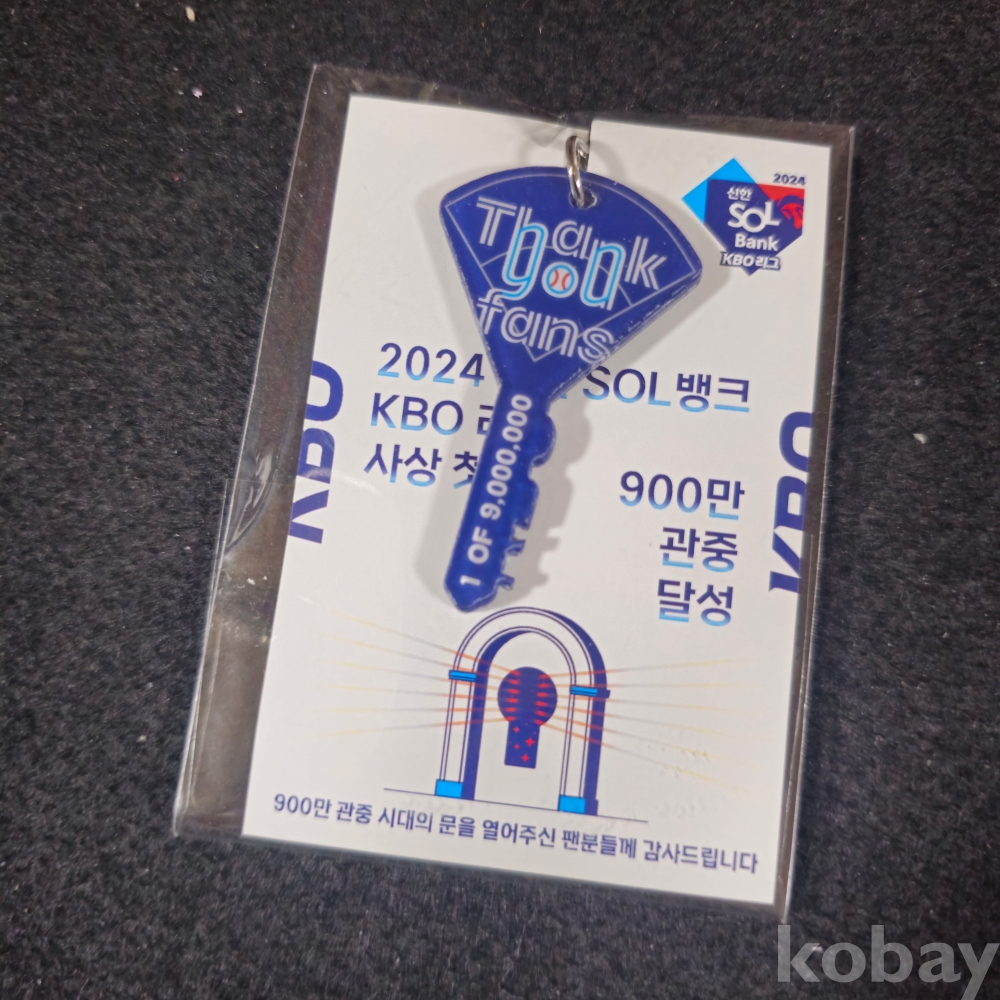 2024
신한
SOL
Bank
KBO 리그
Thank
you
fans
1 OF 9,000,000
2024 SOL뱅크
KBO
사상 첫
900만
관중
달성
KBO
KBO
900만 관중 시대의 문을 열어주신 팬분들께 감사드립니다
kobay